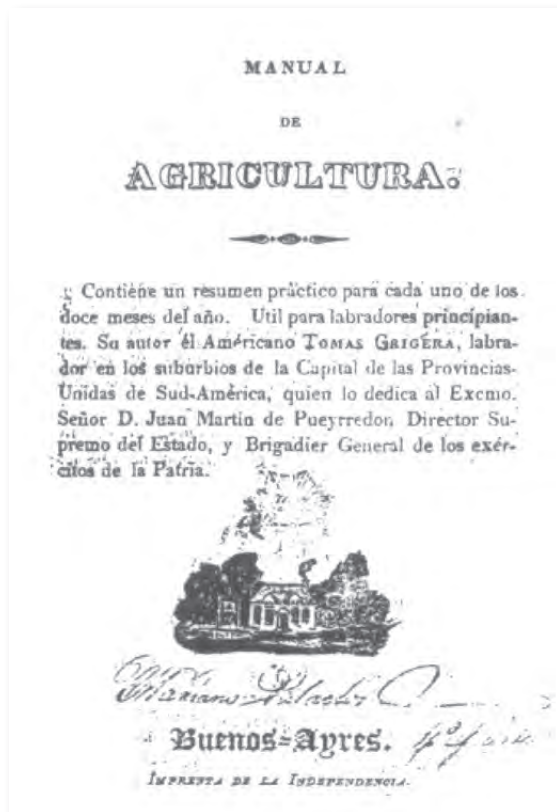 MANUAL
DE
AGRICULTURA.
Contiene un resumen práctico para cada uno de los
doce meses del año. Util para labradores principian-
tes. Su autor el Américano TOMAS GRIGÉRA, labra-
dor en los suburbios de la Capital de las Provincias-
Unidas de Sud-América, quien lo dedica al Excmo.
Señor D. Juan Martin de Pueyrredon, Director Su-
premo del Estado, y Brigadier General de los exér-
citos de la Patria.
Mariano
Buenos=Ayres.
IMPRENTA DE LA INDEPENDENCIA.